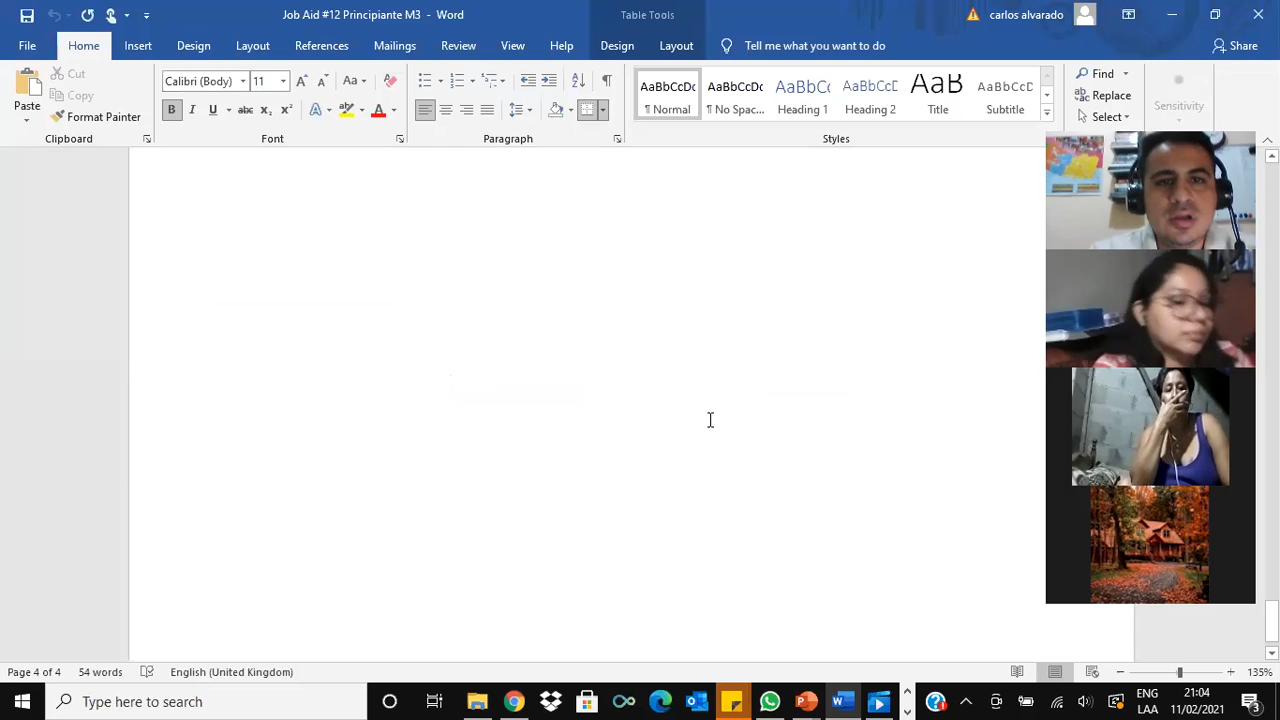 Job Aid #12 Principiante M3 - Word
Table Tools
carlos alvarado
File
Home
Insert
Design
Layout
References
Mailings
Review
View
Help
Design
Layout
Tell me what you want to do
Share
Paste
Cut
Copy
Format Painter
Clipboard
Calibri (Body)
11
Font
Paragraph
AaBbCcDc
¶ Normal
AaBbCcDc
¶ No Spac...
AaBbCc
Heading 1
AaBbCcD
Heading 2
AaB
Title
AaBbCcD
Subtitle
Styles
Find
Replace
Select
Sensitivity
Page 4 of 4
54 words
English (United Kingdom)
135%
Type here to search
ENG
LAA
21:04
11/02/2021
3